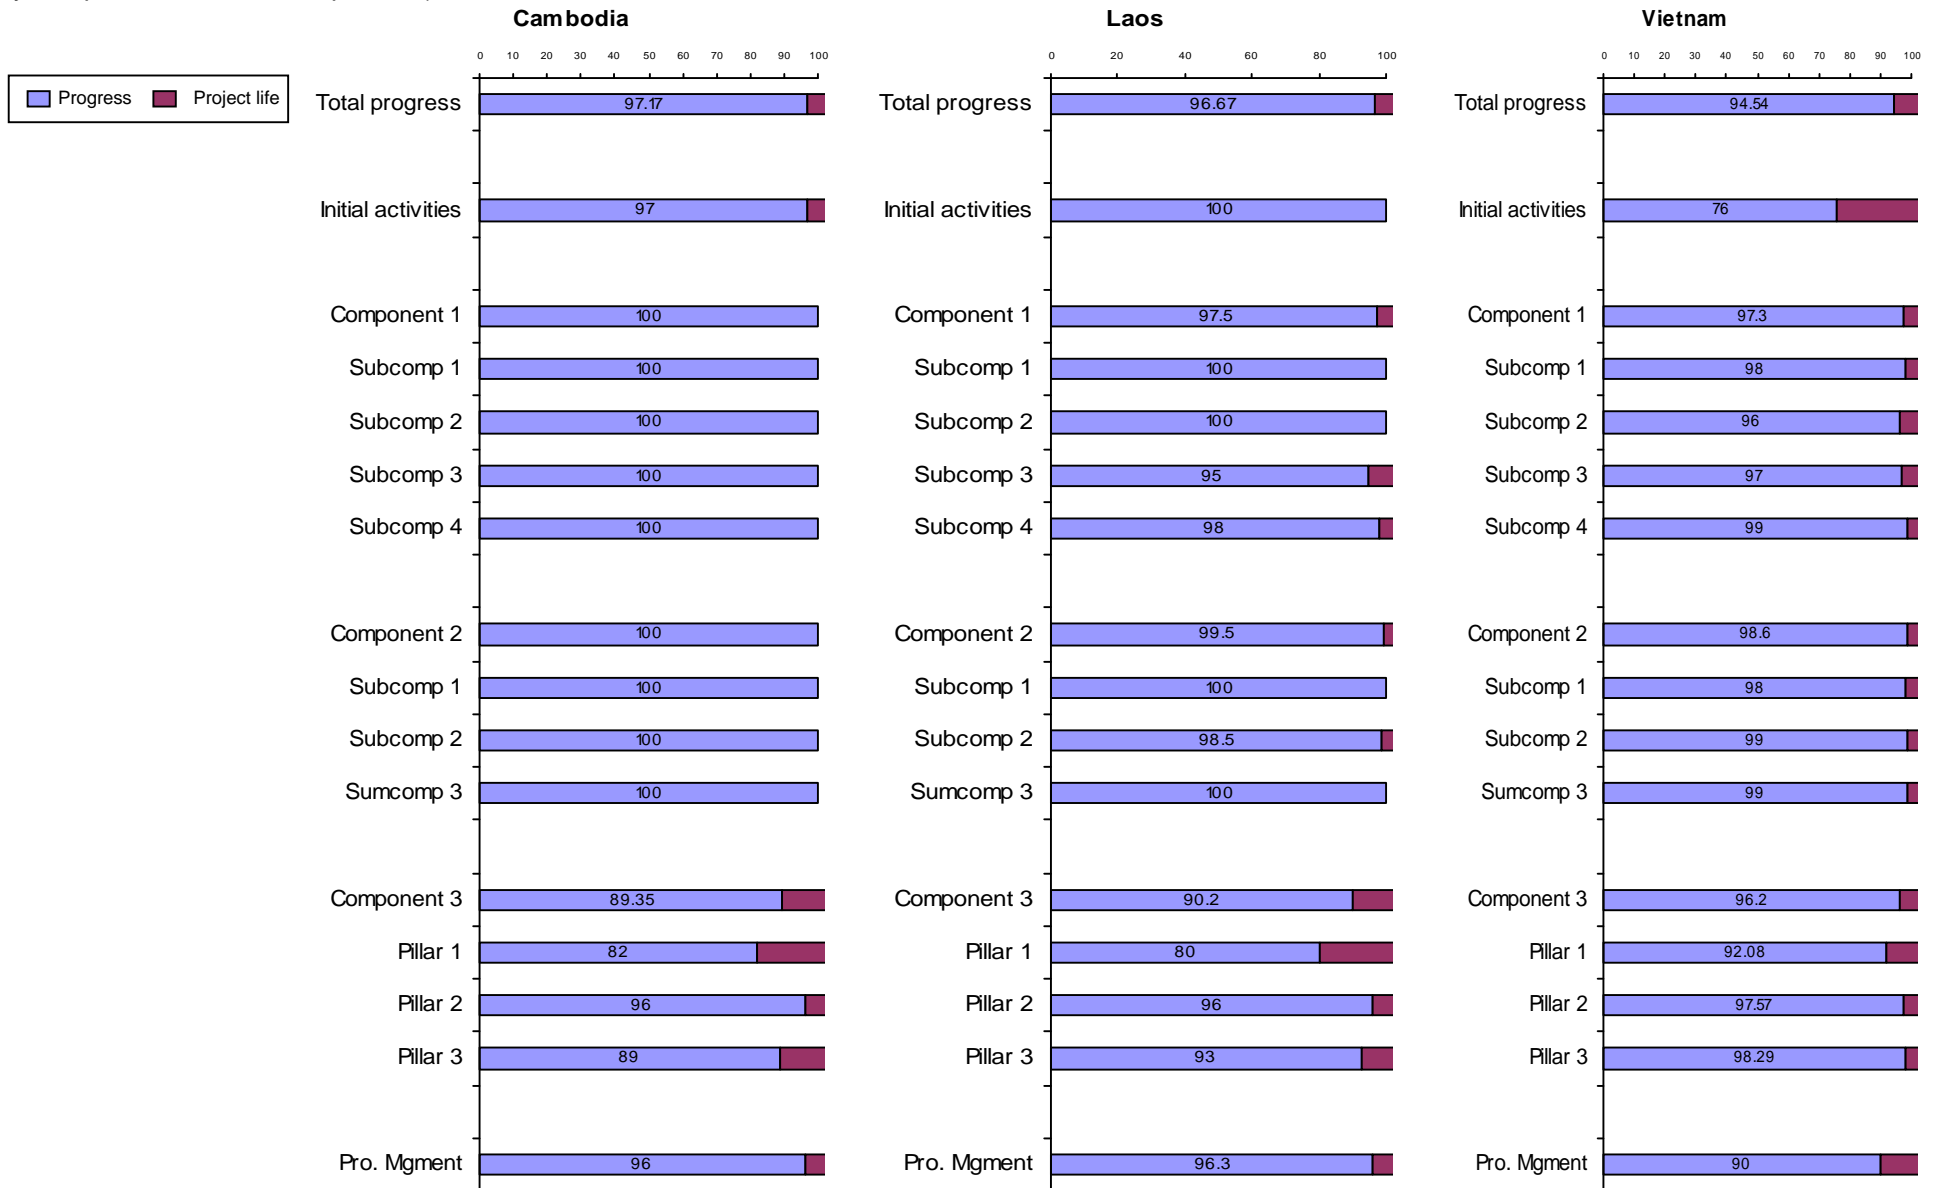 Cambodia
Laos
Vietnam
Progress Project life
0 10 20 30 40 50 60 70 80 90 100
0 20 40 60 80 100
0 10 20 30 40 50 60 70 80 90 100
Total progress 97.17 Total progress 96.67 Total progress 94.54
Initial activities 97 Initial activities 100 Initial activities 76
Component 1 100 Component 1 97.5 Component 1 97.3
Subcomp 1 100 Subcomp 1 100 Subcomp 1 98
Subcomp 2 100 Subcomp 2 100 Subcomp 2 96
Subcomp 3 100 Subcomp 3 95 Subcomp 3 97
Subcomp 4 100 Subcomp 4 98 Subcomp 4 99
Component 2 100 Component 2 99.5 Component 2 98.6
Subcomp 1 100 Subcomp 1 100 Subcomp 1 98
Subcomp 2 100 Subcomp 2 98.5 Subcomp 2 99
Sumcomp 3 100 Sumcomp 3 100 Sumcomp 3 99
Component 3 89.35 Component 3 90.2 Component 3 96.2
Pillar 1 82 Pillar 1 80 Pillar 1 92.08
Pillar 2 96 Pillar 2 96 Pillar 2 97.57
Pillar 3 89 Pillar 3 93 Pillar 3 98.29
Pro. Mgment 96 Pro. Mgment 96.3 Pro. Mgment 90